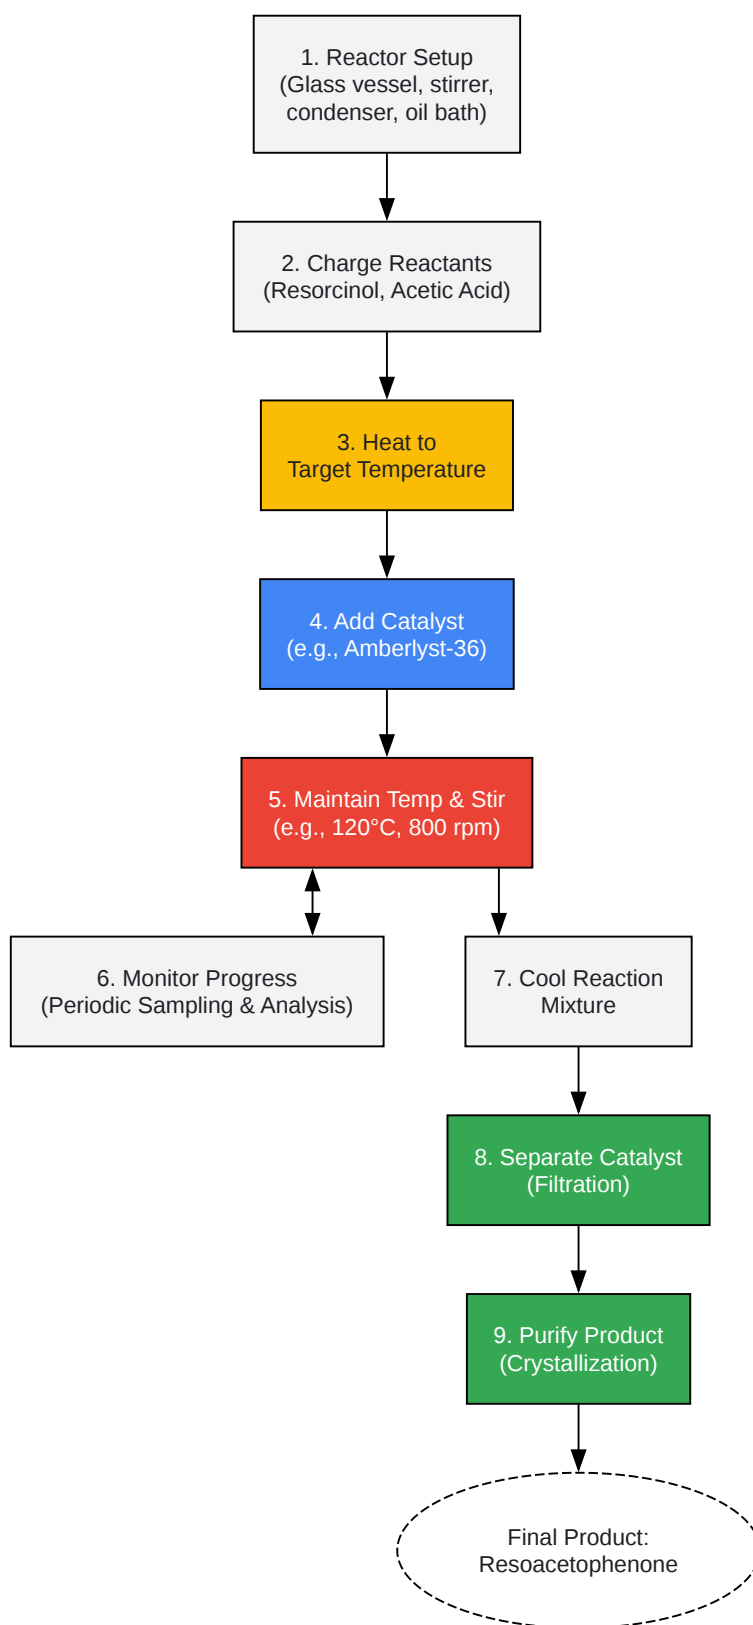 1. Reactor Setup
(Glass vessel, stirrer,
condenser, oil bath)
2. Charge Reactants
(Resorcinol, Acetic Acid)
3. Heat to
Target Temperature
4. Add Catalyst
(e.g., Amberlyst-36)
5. Maintain Temp & Stir
(e.g., 120°C, 800 rpm)
6. Monitor Progress
(Periodic Sampling & Analysis)
7. Cool Reaction
Mixture
8. Separate Catalyst
(Filtration)
9. Purify Product
(Crystallization)
Final Product:
Resoacetophenone